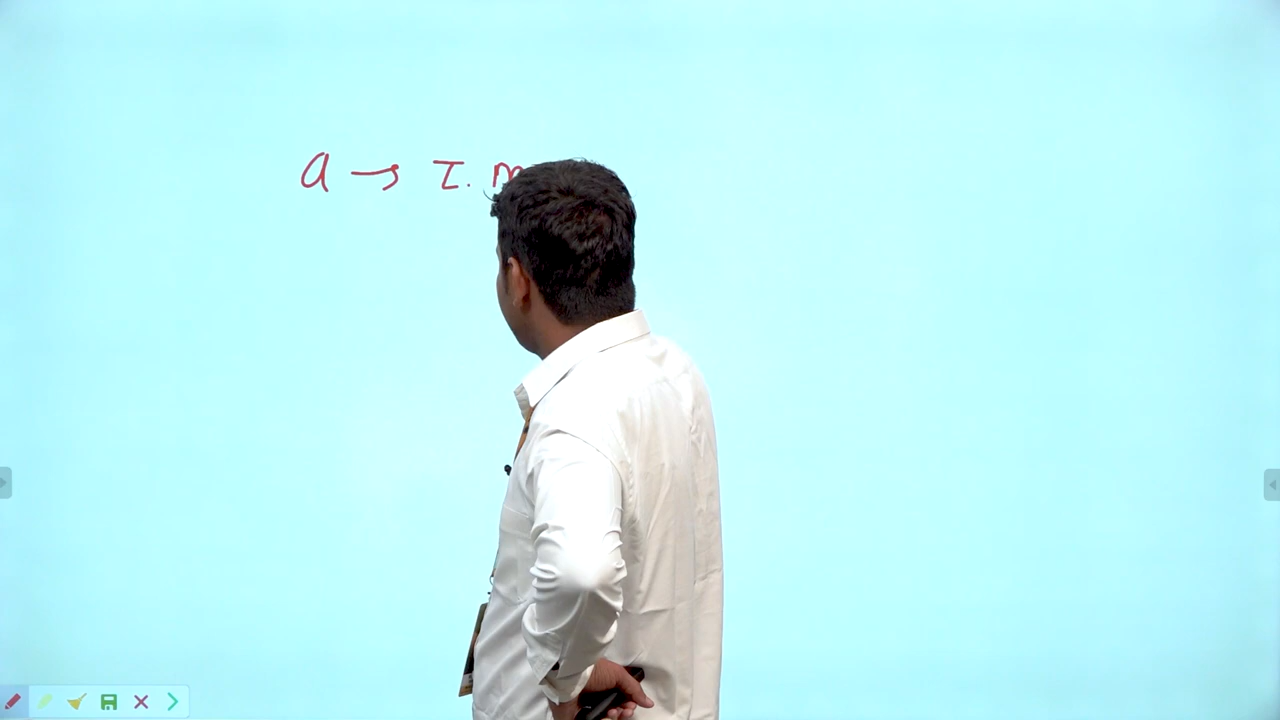 a → I. m